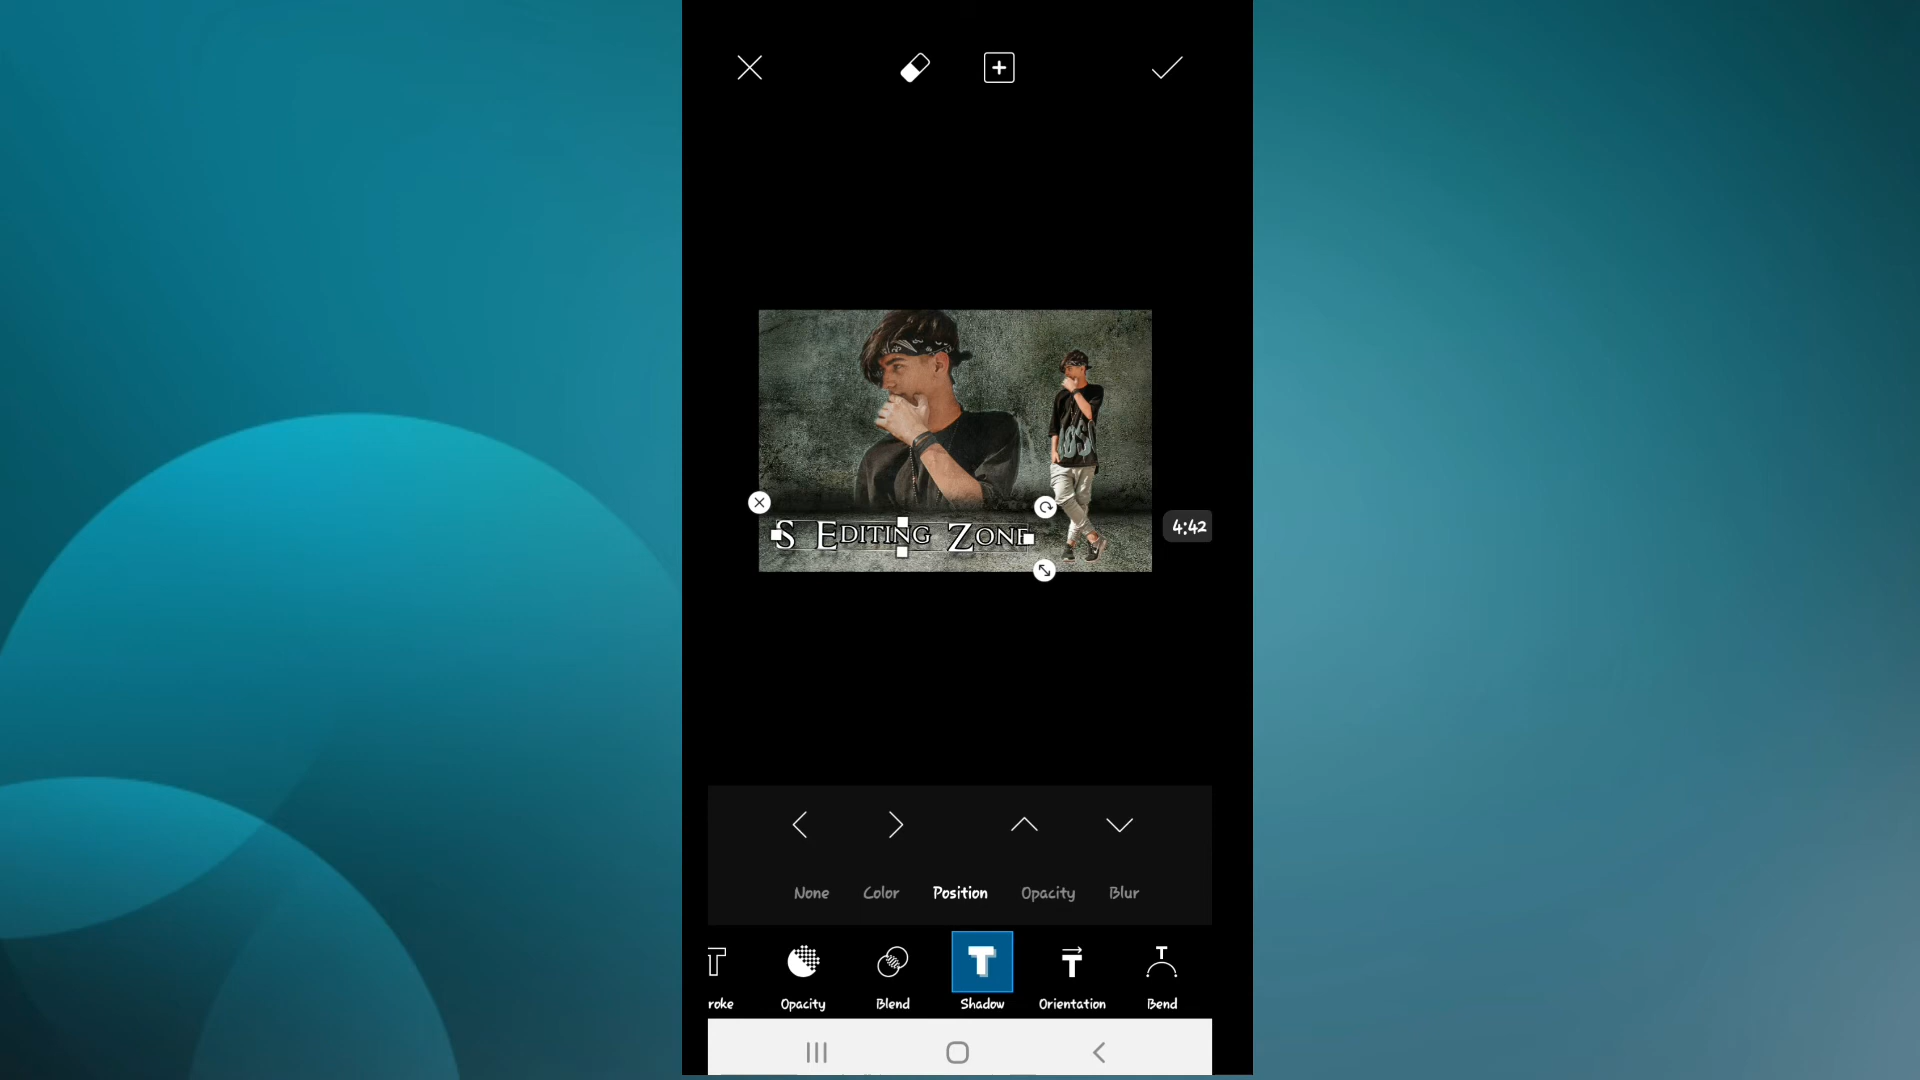 S EDITING ZONE
4:42
None Color Position Opacity Blur
roke Opacity Blend Shadow Orientation Bend